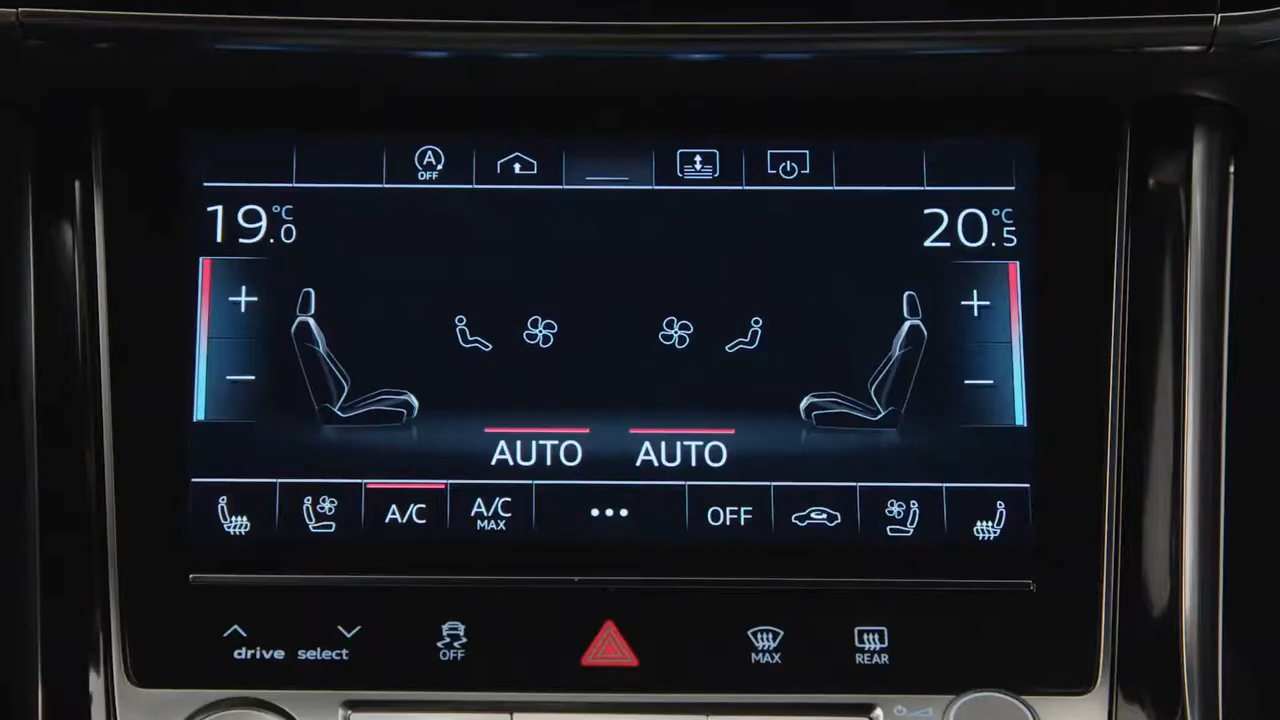 A
OFF
19.0 °C
20.5 °C
+
+
−
−
AUTO AUTO
A/C
A/C
MAX
•••
OFF
drive select
OFF
MAX
REAR